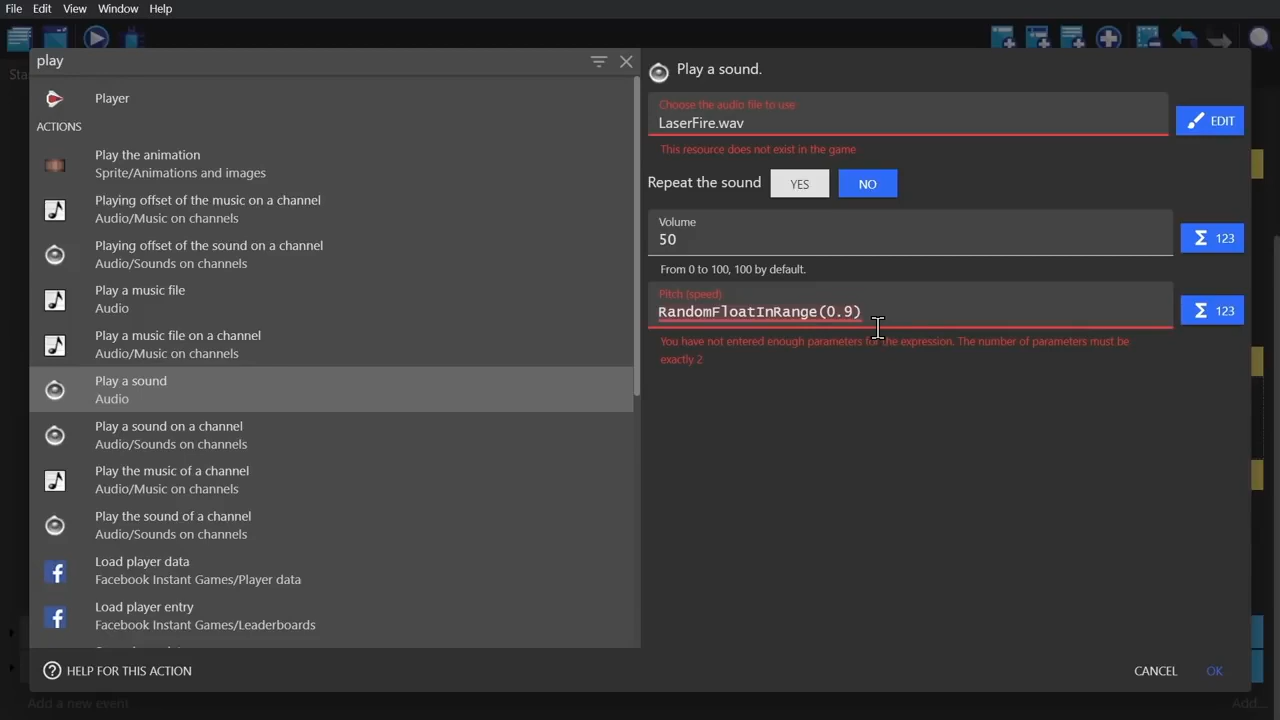 File Edit View Window Help
Sta
play
Player
ACTIONS
Play the animation
Sprite/Animations and images
Playing offset of the music on a channel
Audio/Music on channels
Playing offset of the sound on a channel
Audio/Sounds on channels
Play a music file
Audio
Play a music file on a channel
Audio/Music on channels
Play a sound
Audio
Play a sound on a channel
Audio/Sounds on channels
Play the music of a channel
Audio/Music on channels
Play the sound of a channel
Audio/Sounds on channels
Load player data
Facebook Instant Games/Player data
Load player entry
Facebook Instant Games/Leaderboards
HELP FOR THIS ACTION
Play a sound.
Choose the audio file to use
LaserFire.wav
EDIT
This resource does not exist in the game
Repeat the sound YES NO
Volume
50
Σ 123
From 0 to 100, 100 by default.
Pitch (speed)
RandomFloatInRange(0.9)
Σ 123
You have not entered enough parameters for the expression. The number of parameters must be
exactly 2
CANCEL OK
Add a new event
Add...